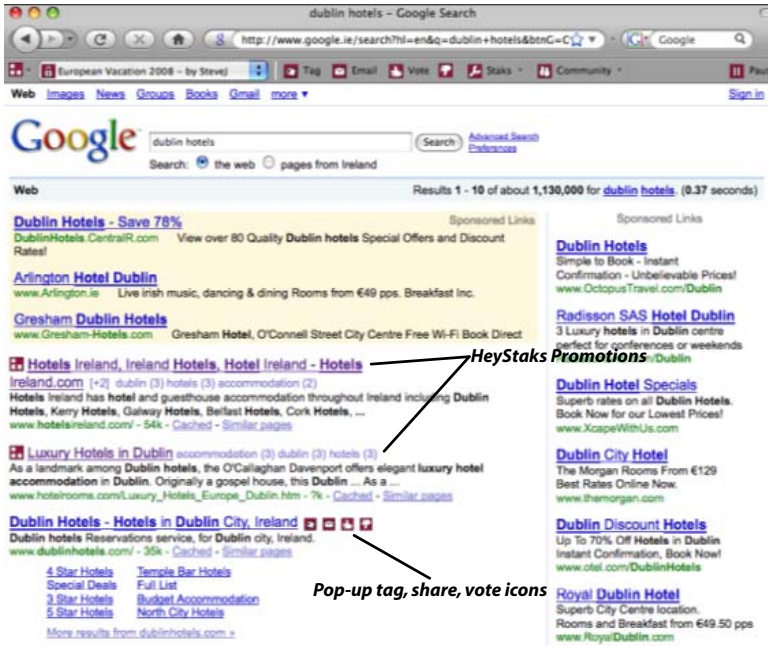 dublin hotels - Google Search
http://www.google.ie/search?hl=en&q=dublin+hotels&btnG=
Google
European Vacation 2008 - by SteveJ
Tag Email Vote Staks Community Pau
Web Images News Groups Books Gmail more ▼ Sign in
Google dublin hotels Search Advanced Search
Preferences
Search: the web pages from Ireland
Web Results 1 - 10 of about 1,130,000 for dublin hotels. (0.37 seconds)
Dublin Hotels - Save 78% Sponsored Links
DublinHotels.CentralR.com View over 80 Quality Dublin hotels Special Offers and Discount
Rates!
Arlington Hotel Dublin
www.Arlington.ie Live irish music, dancing & dining Rooms from €49 pps. Breakfast Inc.
Gresham Dublin Hotels
www.Gresham-Hotels.com Gresham Hotel, O'Connell Street City Centre Free Wi-Fi Book Direct
Hotels Ireland, Ireland Hotels, Hotel Ireland - Hotels
Ireland.com [+2] dublin (3) hotels (3) accommodation (2)
Hotels Ireland has hotel and guesthouse accommodation throughout Ireland including Dublin
Hotels, Kerry Hotels, Galway Hotels, Belfast Hotels, Cork Hotels, ...
www.hotelsireland.com/ - 54k - Cached - Similar pages
HeyStaks Promotions
Luxury Hotels in Dublin accommodation (3) dublin (3) hotels (3)
As a landmark among Dublin hotels, the O'Callaghan Davenport offers elegant luxury hotel
accommodation in Dublin. Originally a gospel house, this Dublin ... As a ...
www.hotelrooms.com/Luxury_Hotels_Europe_Dublin.htm - 7k - Cached - Similar pages
Dublin Hotels - Hotels in Dublin City, Ireland
Dublin hotels Reservations service, for Dublin city, Ireland.
www.dublinhotels.com/ - 35k - Cached - Similar pages
4 Star Hotels Temple Bar Hotels
Special Deals Full List
3 Star Hotels Budget Accommodation
5 Star Hotels North City Hotels
More results from dublinhotels.com »
Pop-up tag, share, vote icons
Sponsored Links
Dublin Hotels
Simple to Book - Instant
Confirmation - Unbelievable Prices!
www.OctopusTravel.com/Dublin
Radisson SAS Hotel Dublin
3 Luxury hotels in Dublin centre
perfect for conferences or weekends
/Dublin
Dublin Hotel Specials
Superb rates on all Dublin Hotels.
Book Now for our Lowest Prices!
www.XcapeWithUs.com
Dublin City Hotel
The Morgan Rooms From €129
Best Rates Online Now.
www.themorgan.com
Dublin Discount Hotels
Up To 70% Off Hotels in Dublin
Instant Confirmation, Book Now!
www.otel.com/DublinHotels
Royal Dublin Hotel
Superb City Centre location.
Rooms and Breakfast from €49.50 pps
www.RoyalDublin.com